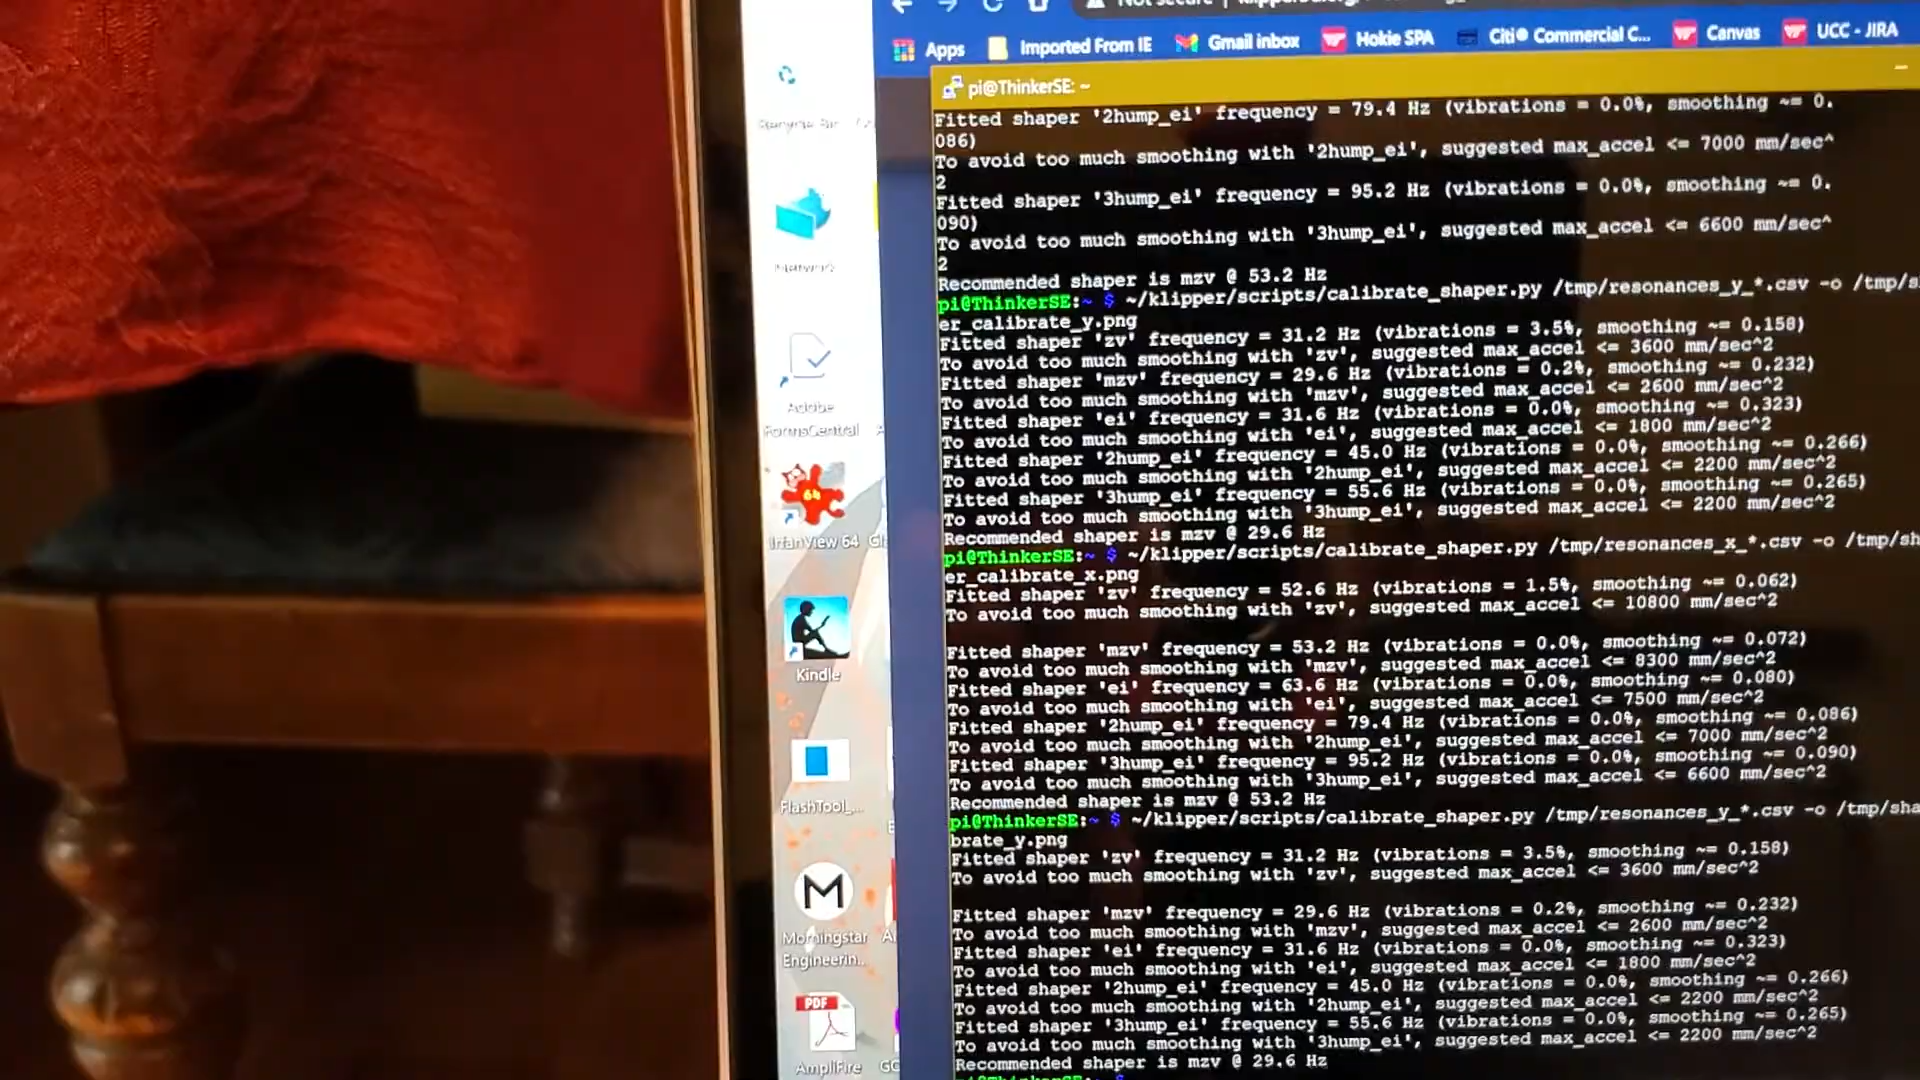 Apps
Imported From IE
Gmail inbox
Hokie SPA
Citi® Commercial C...
Canvas
UCC - JIRA
pi@ThinkerSE: ~
Fitted shaper '2hump_ei' frequency = 79.4 Hz (vibrations = 0.0%, smoothing ~= 0.
086)
To avoid too much smoothing with '2hump_ei', suggested max_accel <= 7000 mm/sec^
2
Fitted shaper '3hump_ei' frequency = 95.2 Hz (vibrations = 0.0%, smoothing ~= 0.
090)
To avoid too much smoothing with '3hump_ei', suggested max_accel <= 6600 mm/sec^
2
Recommended shaper is mzv @ 53.2 Hz
pi@ThinkerSE:~ $ ~/klipper/scripts/calibrate_shaper.py /tmp/resonances_y_*.csv -o /tmp/s
er_calibrate_y.png
Fitted shaper 'zv' frequency = 31.2 Hz (vibrations = 3.5%, smoothing ~= 0.158)
To avoid too much smoothing with 'zv', suggested max_accel <= 3600 mm/sec^2
Fitted shaper 'mzv' frequency = 29.6 Hz (vibrations = 0.2%, smoothing ~= 0.232)
To avoid too much smoothing with 'mzv', suggested max_accel <= 2600 mm/sec^2
Fitted shaper 'ei' frequency = 31.6 Hz (vibrations = 0.0%, smoothing ~= 0.323)
To avoid too much smoothing with 'ei', suggested max_accel <= 1800 mm/sec^2
Fitted shaper '2hump_ei' frequency = 45.0 Hz (vibrations = 0.0%, smoothing ~= 0.266)
To avoid too much smoothing with '2hump_ei', suggested max_accel <= 2200 mm/sec^2
Fitted shaper '3hump_ei' frequency = 55.6 Hz (vibrations = 0.0%, smoothing ~= 0.265)
To avoid too much smoothing with '3hump_ei', suggested max_accel <= 2200 mm/sec^2
Recommended shaper is mzv @ 29.6 Hz
pi@ThinkerSE:~ $ ~/klipper/scripts/calibrate_shaper.py /tmp/resonances_x_*.csv -o /tmp/sh
er_calibrate_x.png
Fitted shaper 'zv' frequency = 52.6 Hz (vibrations = 1.5%, smoothing ~= 0.062)
To avoid too much smoothing with 'zv', suggested max_accel <= 10800 mm/sec^2
Fitted shaper 'mzv' frequency = 53.2 Hz (vibrations = 0.0%, smoothing ~= 0.072)
To avoid too much smoothing with 'mzv', suggested max_accel <= 8300 mm/sec^2
Fitted shaper 'ei' frequency = 63.6 Hz (vibrations = 0.0%, smoothing ~= 0.080)
To avoid too much smoothing with 'ei', suggested max_accel <= 7500 mm/sec^2
Fitted shaper '2hump_ei' frequency = 79.4 Hz (vibrations = 0.0%, smoothing ~= 0.086)
To avoid too much smoothing with '2hump_ei', suggested max_accel <= 7000 mm/sec^2
Fitted shaper '3hump_ei' frequency = 95.2 Hz (vibrations = 0.0%, smoothing ~= 0.090)
To avoid too much smoothing with '3hump_ei', suggested max_accel <= 6600 mm/sec^2
Recommended shaper is mzv @ 53.2 Hz
pi@ThinkerSE:~ $ ~/klipper/scripts/calibrate_shaper.py /tmp/resonances_y_*.csv -o /tmp/sha
brate_y.png
Fitted shaper 'zv' frequency = 31.2 Hz (vibrations = 3.5%, smoothing ~= 0.158)
To avoid too much smoothing with 'zv', suggested max_accel <= 3600 mm/sec^2
Fitted shaper 'mzv' frequency = 29.6 Hz (vibrations = 0.2%, smoothing ~= 0.232)
To avoid too much smoothing with 'mzv', suggested max_accel <= 2600 mm/sec^2
Fitted shaper 'ei' frequency = 31.6 Hz (vibrations = 0.0%, smoothing ~= 0.323)
To avoid too much smoothing with 'ei', suggested max_accel <= 1800 mm/sec^2
Fitted shaper '2hump_ei' frequency = 45.0 Hz (vibrations = 0.0%, smoothing ~= 0.266)
To avoid too much smoothing with '2hump_ei', suggested max_accel <= 2200 mm/sec^2
Fitted shaper '3hump_ei' frequency = 55.6 Hz (vibrations = 0.0%, smoothing ~= 0.265)
To avoid too much smoothing with '3hump_ei', suggested max_accel <= 2200 mm/sec^2
Recommended shaper is mzv @ 29.6 Hz
Network
Adobe
FormsCentral
64
IrfanView 64
Kindle
FlashTool_...
M
Morningstar
Engineerin...
PDF
AmpliFire